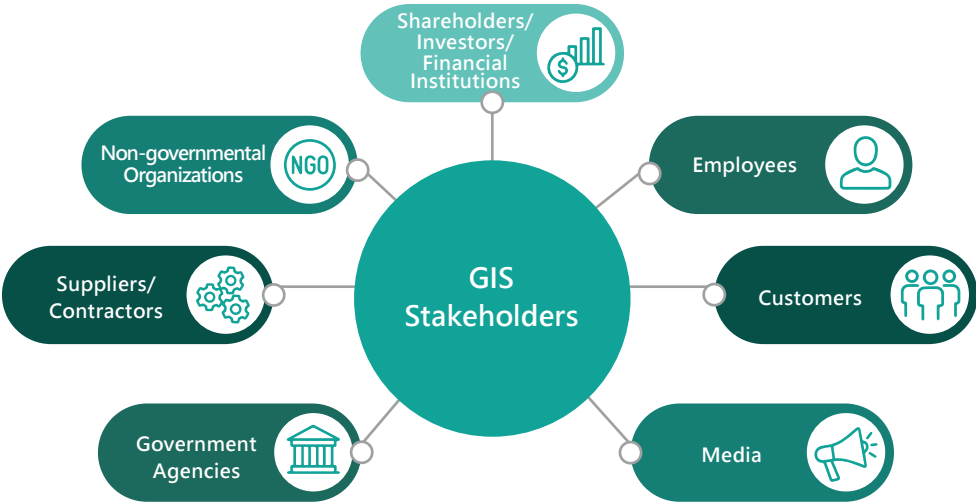 Shareholders/
Investors/
Financial
Institutions
$
Non-governmental
Organizations
NGO
Employees
Suppliers/
Contractors
GIS
Stakeholders
Customers
Government
Agencies
Media